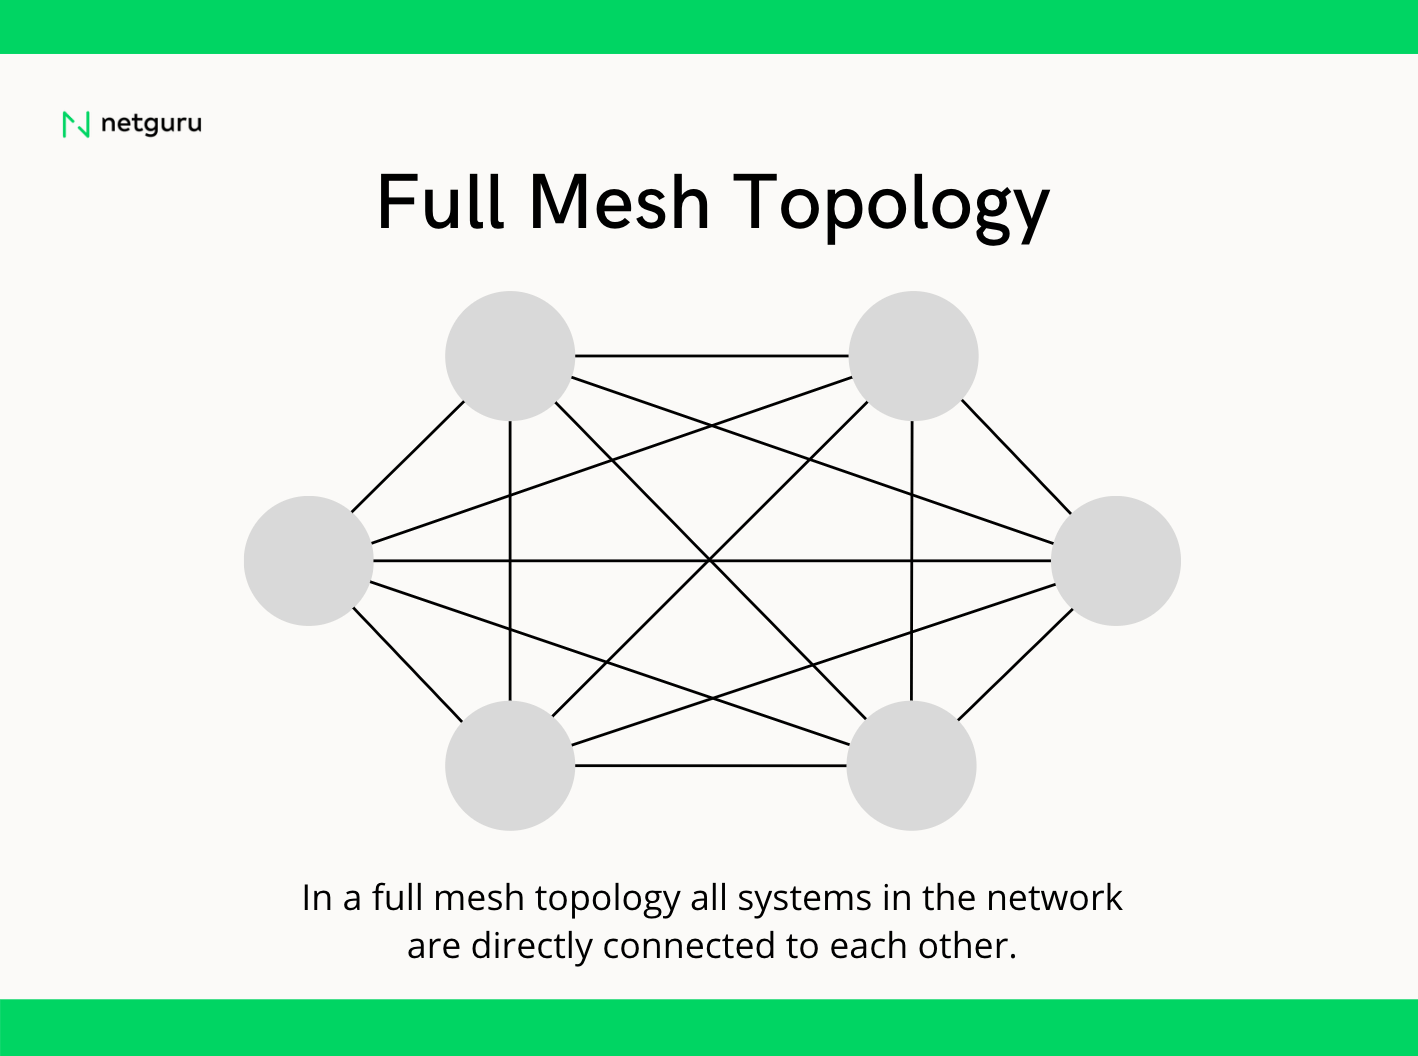 netguru
Full Mesh Topology
In a full mesh topology all systems in the network
are directly connected to each other.